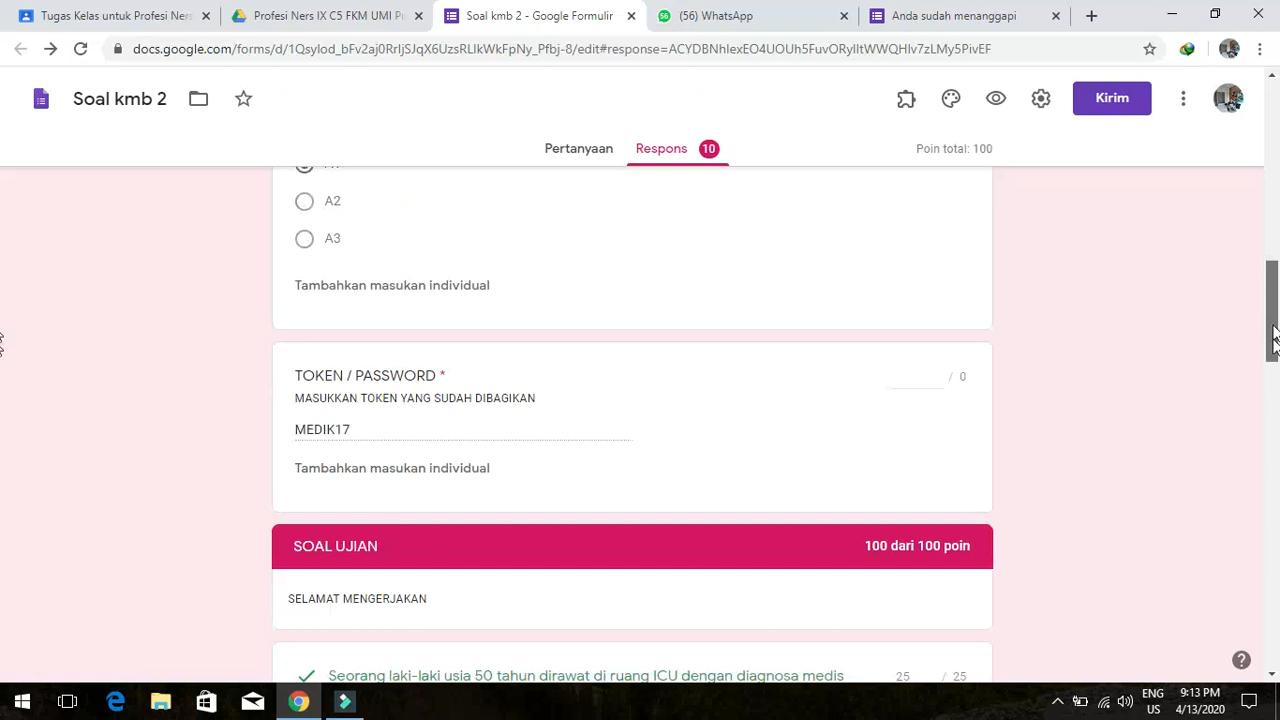 Tugas Kelas untuk Profesi Ner
Profesi Ners IX C5 FKM UMI
Soal kmb 2 - Google Formulir
(56) WhatsApp
Anda sudah menanggapi
docs.google.com/forms/d/1Qsylod_bFv2aj0RrljSJqX6UzsRLlkWkFpNy_Pfbj-8/edit#response=ACYDBNhlexEO4UOUh5FuvORylltWWQHlv7zLMy5PivEF
Soal kmb 2
Kirim
Pertanyaan
Respons 10
Poin total: 100
A2
A3
Tambahkan masukan individual
TOKEN / PASSWORD *
/ 0
MASUKKAN TOKEN YANG SUDAH DIBAGIKAN
MEDIK17
Tambahkan masukan individual
SOAL UJIAN
100 dari 100 poin
SELAMAT MENGERJAKAN
Seorang laki-laki usia 50 tahun dirawat di ruang ICU dengan diagnosa medis
25 / 25
ENG
US
9:13 PM
4/13/2020